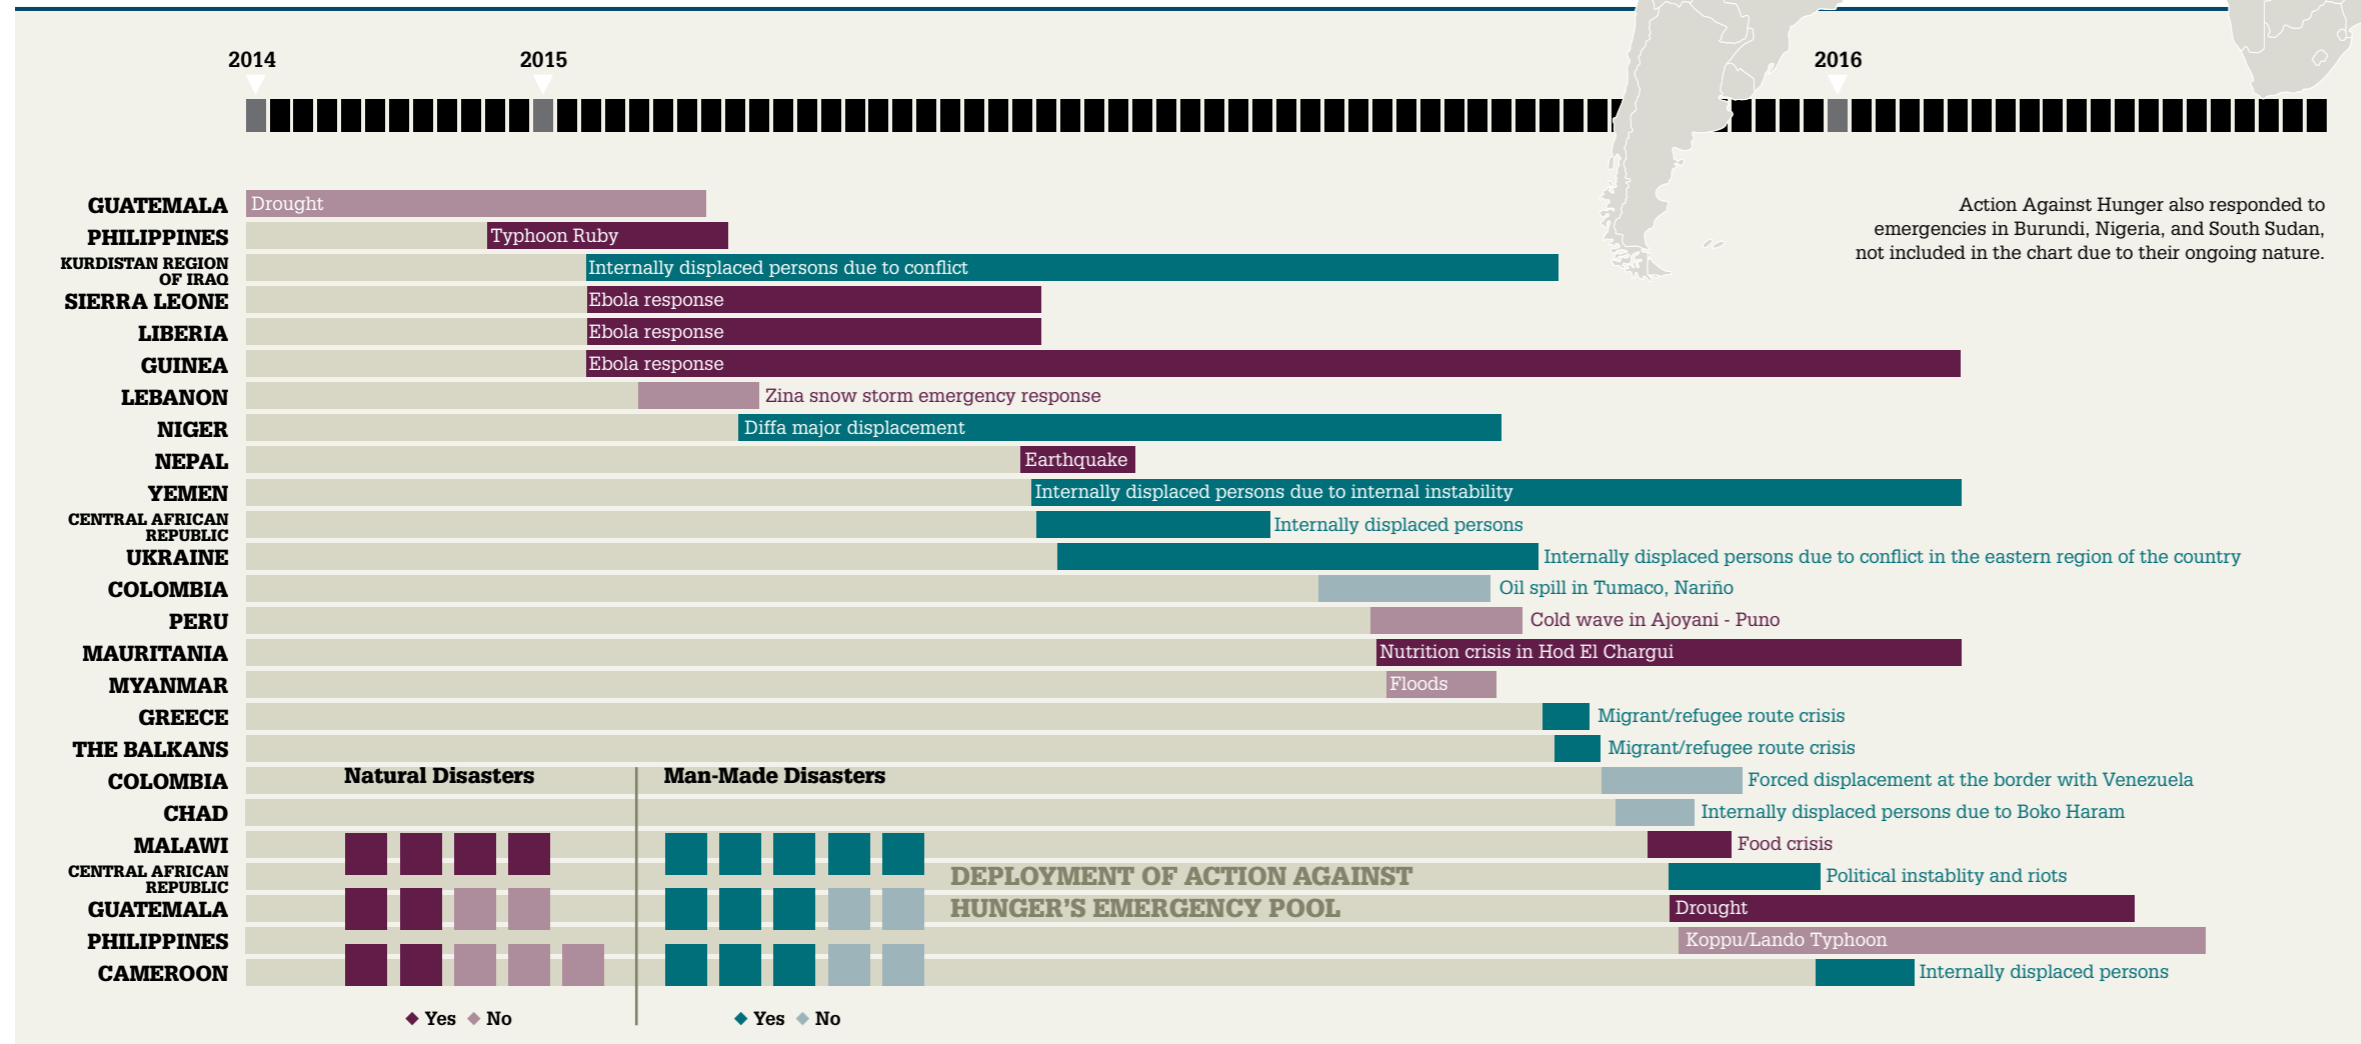 2014
2015
2016
Action Against Hunger also responded to
emergencies in Burundi, Nigeria, and South Sudan,
not included in the chart due to their ongoing nature.
GUATEMALA Drought
PHILIPPINES Typhoon Ruby
KURDISTAN REGION
OF IRAQ
Internally displaced persons due to conflict
SIERRA LEONE Ebola response
LIBERIA Ebola response
GUINEA Ebola response
LEBANON Zina snow storm emergency response
NIGER Diffa major displacement
NEPAL Earthquake
YEMEN Internally displaced persons due to internal instability
CENTRAL AFRICAN
REPUBLIC
Internally displaced persons
UKRAINE Internally displaced persons due to conflict in the eastern region of the country
COLOMBIA Oil spill in Tumaco, Nariño
PERU Cold wave in Ajoyani - Puno
MAURITANIA Nutrition crisis in Hod El Chargui
MYANMAR Floods
GREECE Migrant/refugee route crisis
THE BALKANS Migrant/refugee route crisis
COLOMBIA Forced displacement at the border with Venezuela
CHAD Internally displaced persons due to Boko Haram
MALAWI Food crisis
CENTRAL AFRICAN
REPUBLIC
Political instablity and riots
GUATEMALA Drought
PHILIPPINES Koppu/Lando Typhoon
CAMEROON Internally displaced persons
Natural Disasters
Man-Made Disasters
DEPLOYMENT OF ACTION AGAINST
HUNGER'S EMERGENCY POOL
Yes No
Yes No